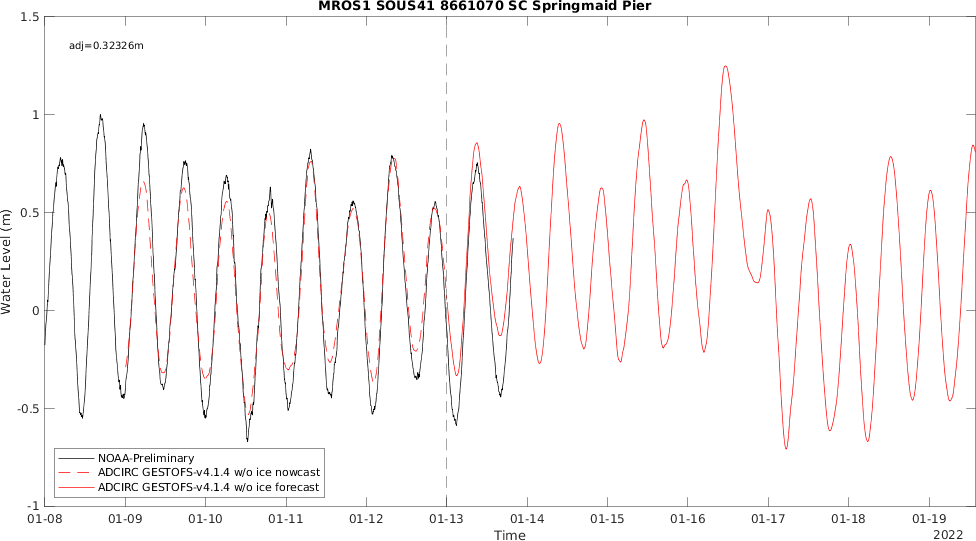 MROS1 SOUS41 8661070 SC Springmaid Pier
1.5
adj=0.32326m
1
0.5
Water Level (m)
0
-0.5
NOAA-Preliminary
ADCIRC GESTOFS-v4.1.4 w/o ice nowcast
ADCIRC GESTOFS-v4.1.4 w/o ice forecast
-1
01-08 01-09 01-10 01-11 01-12 01-13 01-14 01-15 01-16 01-17 01-18 01-19
Time
2022